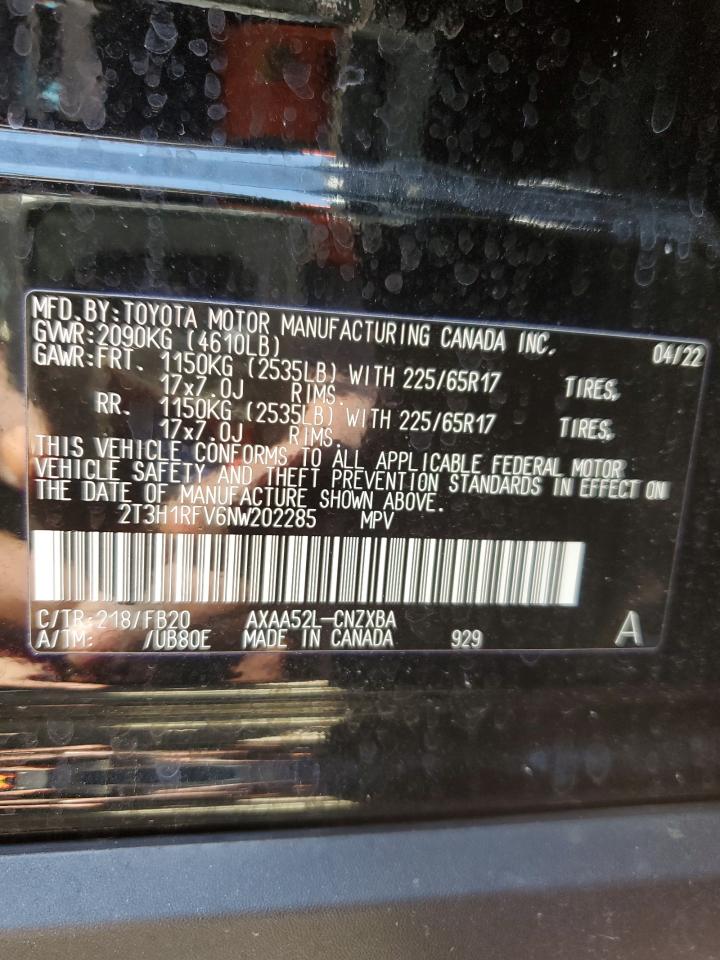 MFD.BY:TOYOTA MOTOR MANUFACTURING CANADA INC. 04/22
GVWR:2090KG (4610LB)
GAWR:FRT. 1150KG (2535LB) WITH 225/65R17 TIRES,
17x7.0J RIMS.
RR. 1150KG (2535LB) WITH 225/65R17 TIRES,
17x7.0J RIMS.
THIS VEHICLE CONFORMS TO ALL APPLICABLE FEDERAL MOTOR
VEHICLE SAFETY AND THEFT PREVENTION STANDARDS IN EFFECT ON
THE DATE OF MANUFACTURE SHOWN ABOVE.
2T3H1RFV6NW202285 MPV
C/TR:218/FB20 AXAA52L-CNZXBA
A/TM: /UB80E MADE IN CANADA 929 A